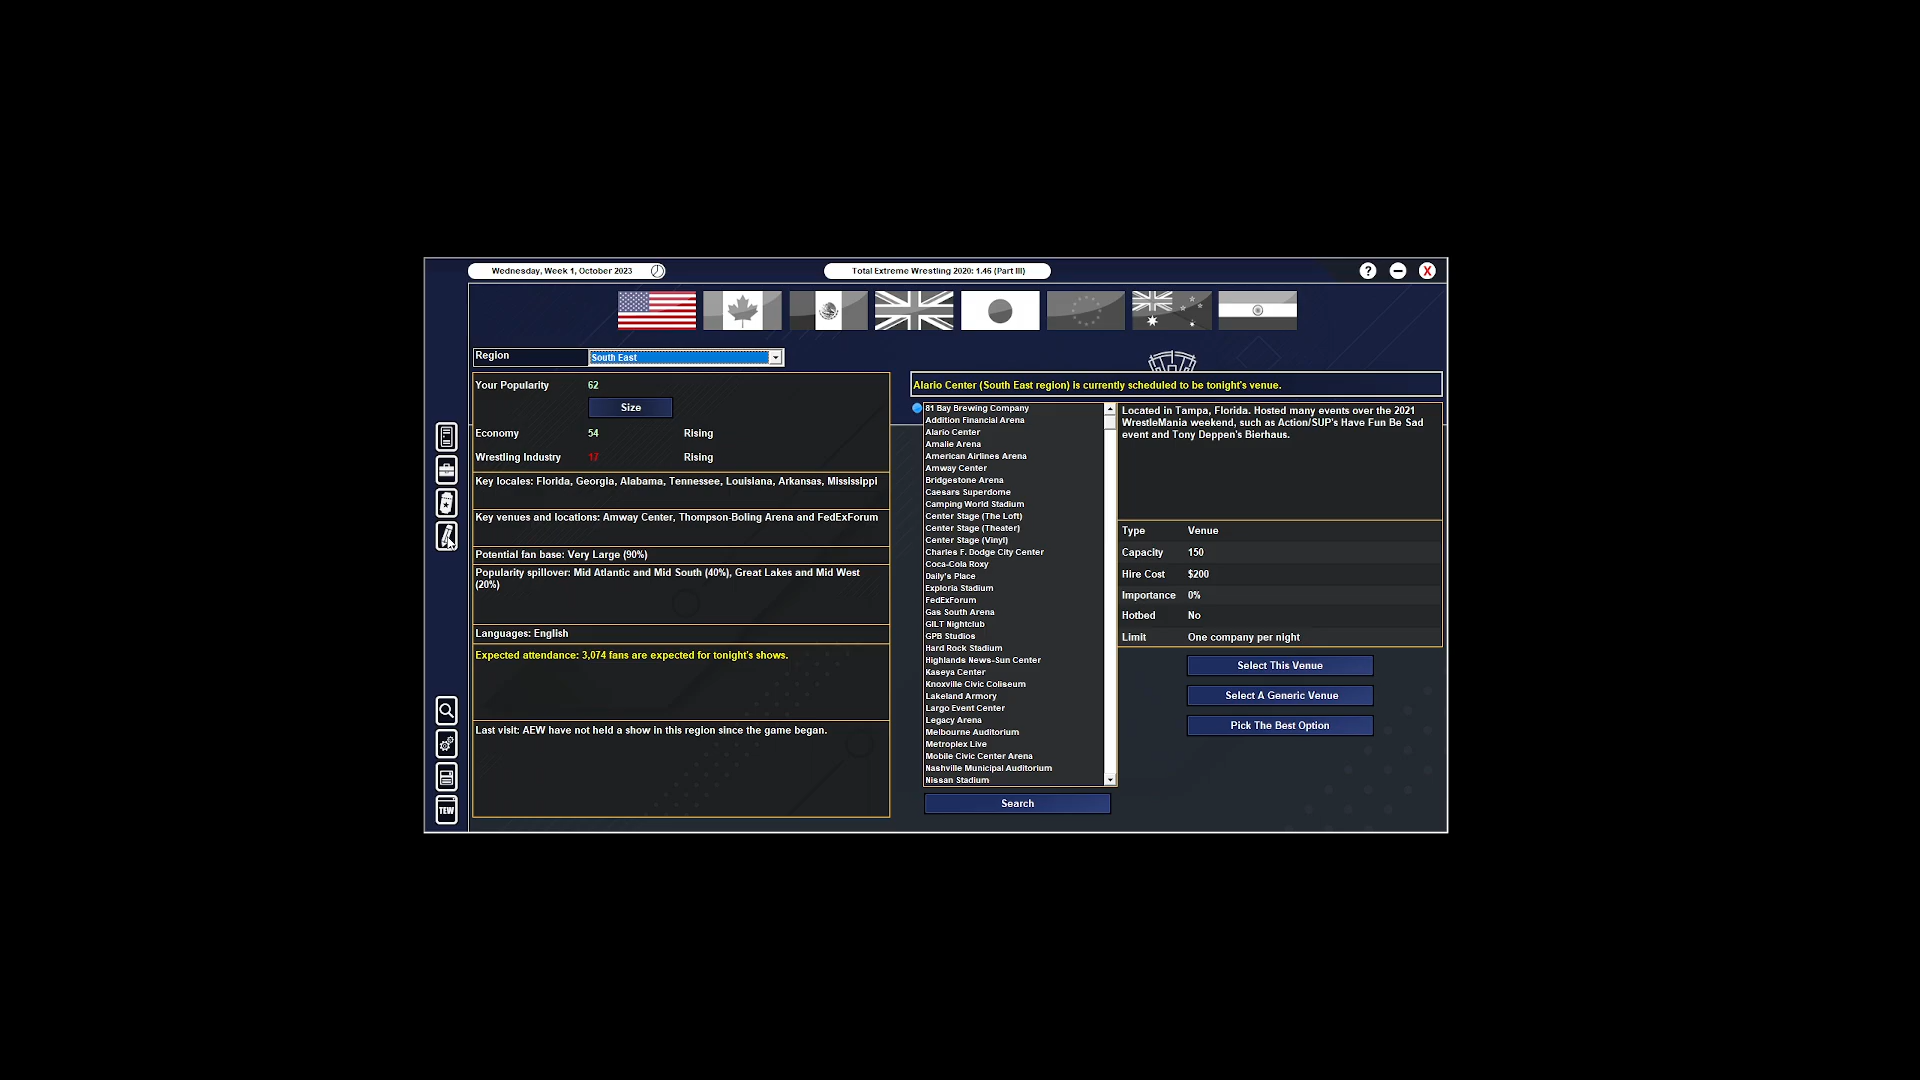 Wednesday, Week 1, October 2023
Total Extreme Wrestling 2020: 1.46 (Part III)
?
X
Region
South East
Your Popularity 62
Size
Economy 54 Rising
Wrestling Industry 17 Rising
Key locales: Florida, Georgia, Alabama, Tennessee, Louisiana, Arkansas, Mississippi
Key venues and locations: Amway Center, Thompson-Boling Arena and FedExForum
Potential fan base: Very Large (90%)
Popularity spillover: Mid Atlantic and Mid South (40%), Great Lakes and Mid West
(20%)
Languages: English
Expected attendance: 3,074 fans are expected for tonight's shows.
Last visit: AEW have not held a show in this region since the game began.
TEW
Alario Center (South East region) is currently scheduled to be tonight's venue.
81 Bay Brewing Company
Addition Financial Arena
Alario Center
Amalie Arena
American Airlines Arena
Amway Center
Bridgestone Arena
Caesars Superdome
Camping World Stadium
Center Stage (The Loft)
Center Stage (Theater)
Center Stage (Vinyl)
Charles F. Dodge City Center
Coca-Cola Roxy
Daily's Place
Exploria Stadium
FedExForum
Gas South Arena
GILT Nightclub
GPB Studios
Hard Rock Stadium
Highlands News-Sun Center
Kaseya Center
Knoxville Civic Coliseum
Lakeland Armory
Largo Event Center
Legacy Arena
Melbourne Auditorium
Metroplex Live
Mobile Civic Center Arena
Nashville Municipal Auditorium
Nissan Stadium
Search
Located in Tampa, Florida. Hosted many events over the 2021
WrestleMania weekend, such as Action/SUP's Have Fun Be Sad
event and Tony Deppen's Bierhaus.
Type Venue
Capacity 150
Hire Cost $200
Importance 0%
Hotbed No
Limit One company per night
Select This Venue
Select A Generic Venue
Pick The Best Option